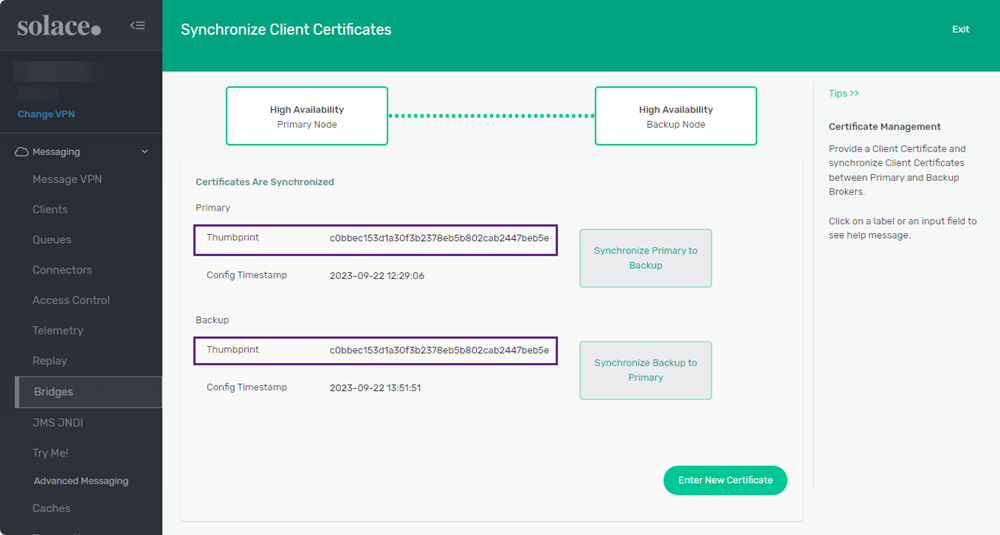 solace.
Change VPN
Messaging
Message VPN
Clients
Queues
Connectors
Access Control
Telemetry
Replay
Bridges
JMS JNDI
Try Me!
Advanced Messaging
Caches
Synchronize Client Certificates
Exit
High Availability
Primary Node
High Availability
Backup Node
Certificates Are Synchronized
Primary
Thumbprint c0bbec153d1a30f3b2378eb5b802cab2447beb5e
Config Timestamp 2023-09-22 12:29:06
Synchronize Primary to
Backup
Backup
Thumbprint c0bbec153d1a30f3b2378eb5b802cab2447beb5e
Config Timestamp 2023-09-22 13:51:51
Synchronize Backup to
Primary
Enter New Certificate
Tips >>
Certificate Management
Provide a Client Certificate and
synchronize Client Certificates
between Primary and Backup
Brokers.
Click on a label or an input field to
see help message.